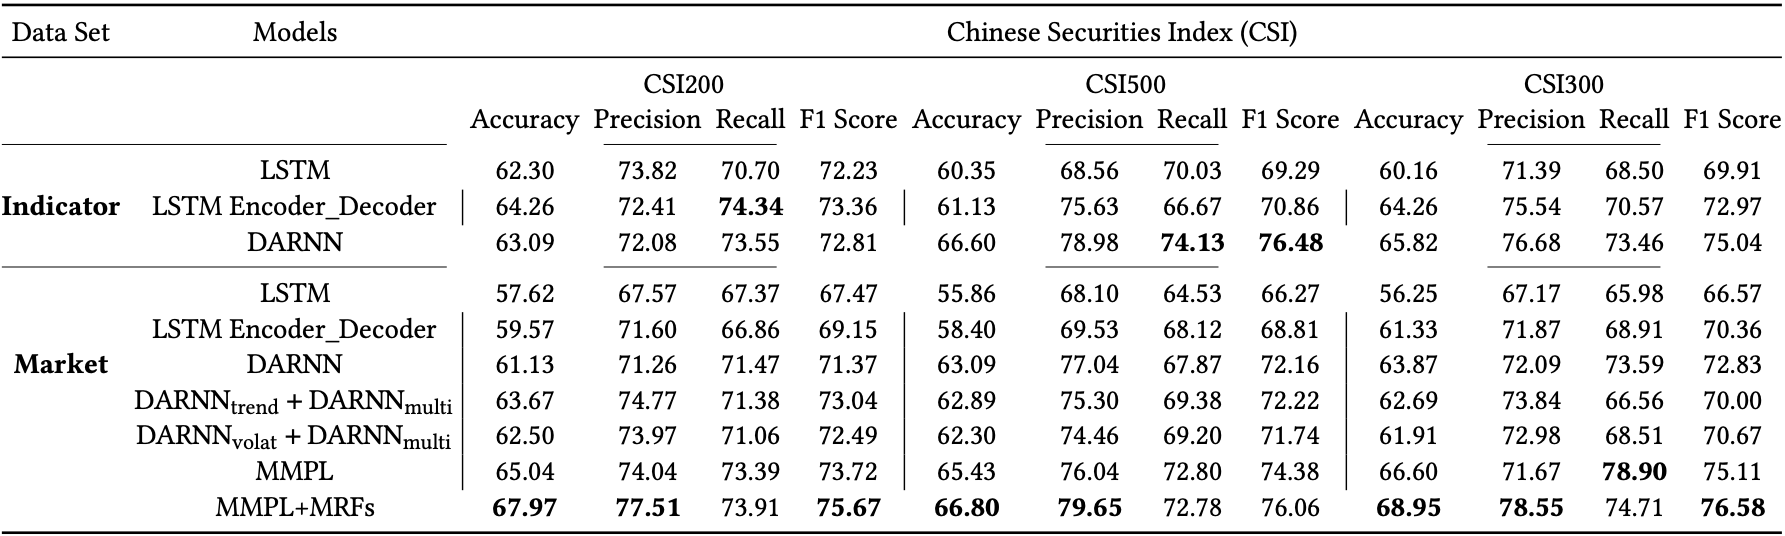 Data Set Models Chinese Securities Index (CSI)
CSI200 CSI500 CSI300
Accuracy Precision Recall F1 Score Accuracy Precision Recall F1 Score Accuracy Precision Recall F1 Score
LSTM 62.30 73.82 70.70 72.23 60.35 68.56 70.03 69.29 60.16 71.39 68.50 69.91
Indicator LSTM Encoder_Decoder 64.26 72.41 74.34 73.36 61.13 75.63 66.67 70.86 64.26 75.54 70.57 72.97
DARNN 63.09 72.08 73.55 72.81 66.60 78.98 74.13 76.48 65.82 76.68 73.46 75.04
LSTM 57.62 67.57 67.37 67.47 55.86 68.10 64.53 66.27 56.25 67.17 65.98 66.57
LSTM Encoder_Decoder 59.57 71.60 66.86 69.15 58.40 69.53 68.12 68.81 61.33 71.87 68.91 70.36
Market DARNN 61.13 71.26 71.47 71.37 63.09 77.04 67.87 72.16 63.87 72.09 73.59 72.83
DARNNtrend + DARNNmulti 63.67 74.77 71.38 73.04 62.89 75.30 69.38 72.22 62.69 73.84 66.56 70.00
DARNNvolat + DARNNmulti 62.50 73.97 71.06 72.49 62.30 74.46 69.20 71.74 61.91 72.98 68.51 70.67
MMPL 65.04 74.04 73.39 73.72 65.43 76.04 72.80 74.38 66.60 71.67 78.90 75.11
MMPL+MRFs 67.97 77.51 73.91 75.67 66.80 79.65 72.78 76.06 68.95 78.55 74.71 76.58